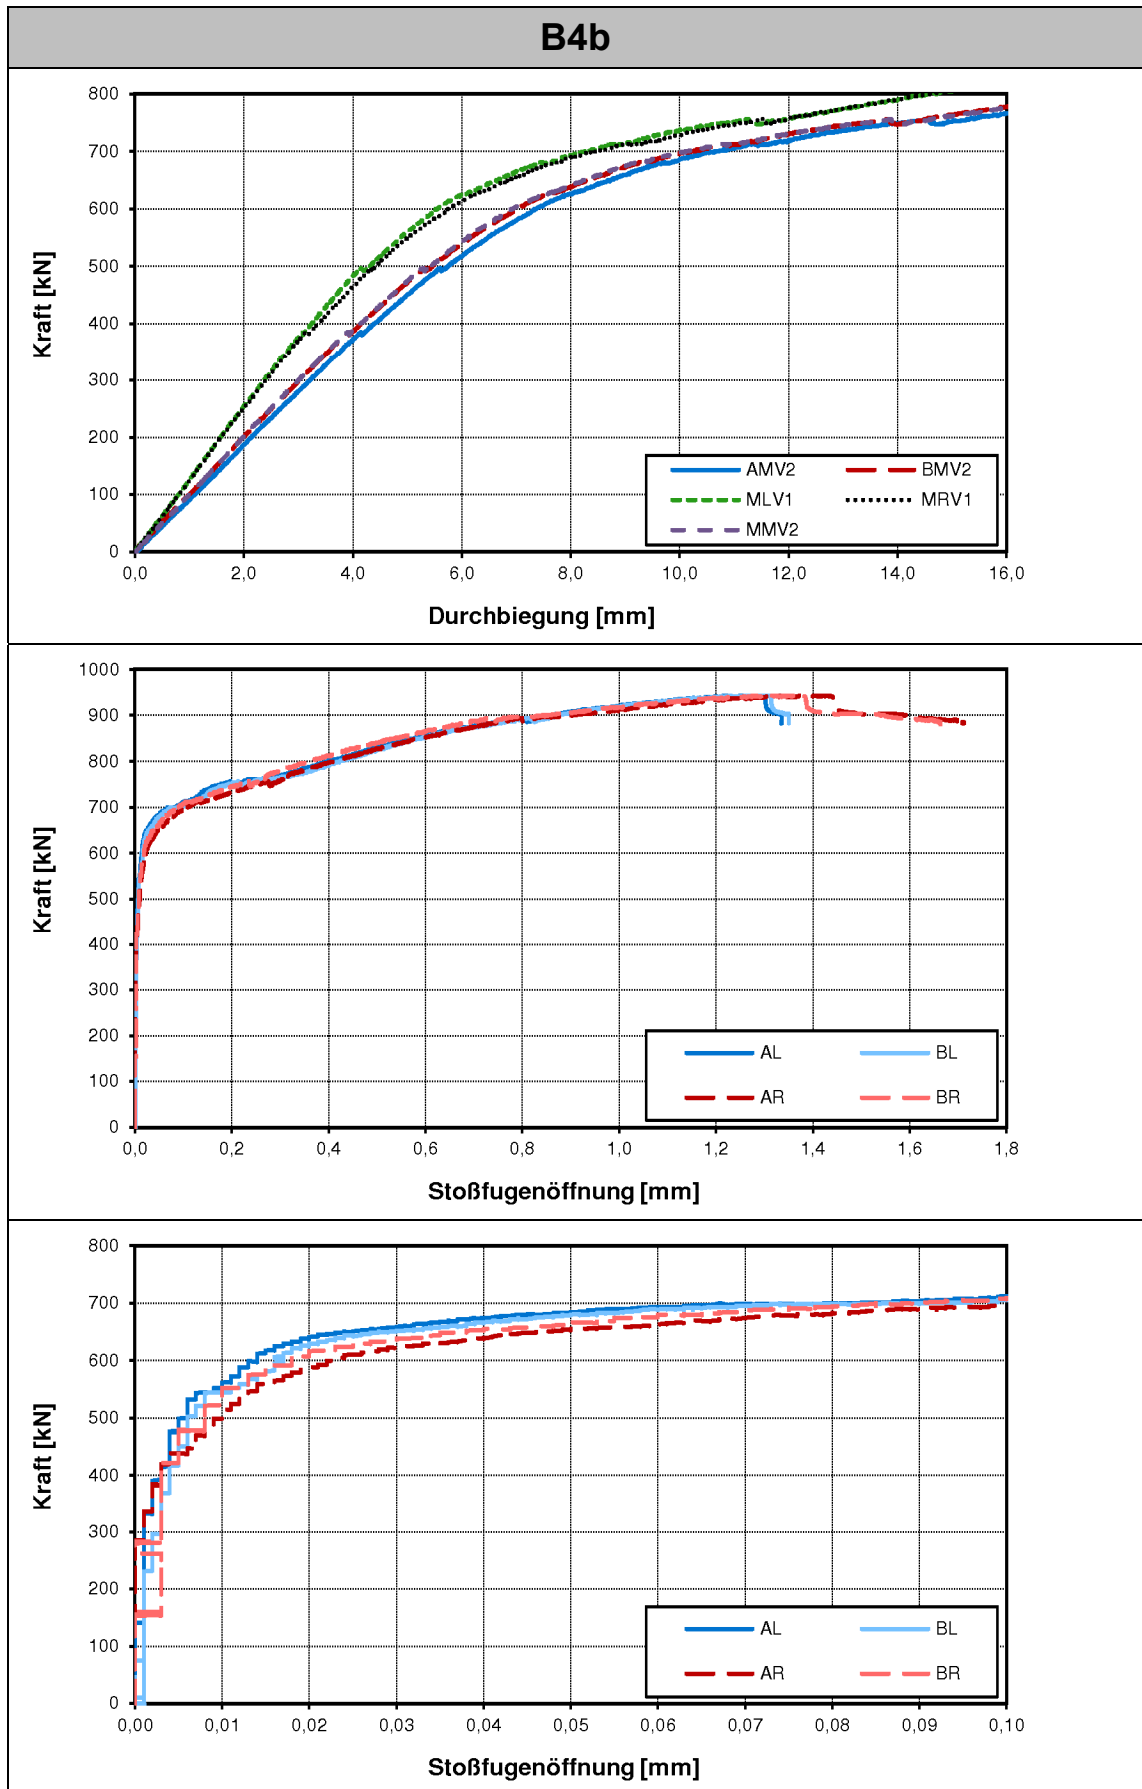 B4b
800
700
600
500
400
300
200
100
0
Kraft [kN]
AMV2 BMV2
MLV1 MRV1
MMV2
0,0 2,0 4,0 6,0 8,0 10,0 12,0 14,0 16,0
Durchbiegung [mm]
1000
900
800
700
600
500
400
300
200
100
0
Kraft [kN]
AL BL
AR BR
0,0 0,2 0,4 0,6 0,8 1,0 1,2 1,4 1,6 1,8
Stoßfugenöffnung [mm]
800
700
600
500
400
300
200
100
0
Kraft [kN]
AL BL
AR BR
0,00 0,01 0,02 0,03 0,04 0,05 0,06 0,07 0,08 0,09 0,10
Stoßfugenöffnung [mm]